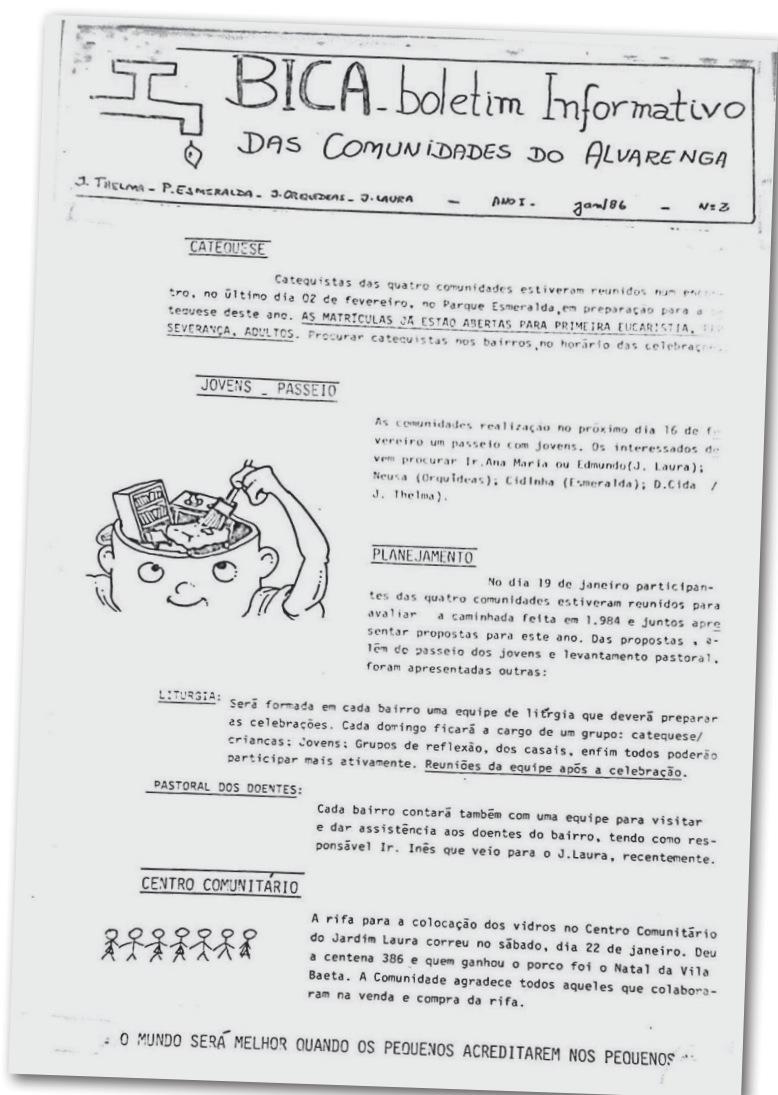 BICA - boletim Informativo
DAS COMUNIDADES DO ALVARENGA
J. THELMA - P. ESMERALDA - J. ORQUIDEAS - J. LAURA - ANO I - jan/86 - Nº 3
CATEQUESE
Catequistas das quatro comunidades estiveram reunidos num encon-
tro, no último dia 02 de fevereiro, no Parque Esmeralda,em preparação para a
tequese deste ano. AS MATRÍCULAS JÁ ESTÃO ABERTAS PARA PRIMEIRA EUCARISTIA,
SEVERANÇA, ADULTOS. Procurar catequistas nos bairros,no horário das
JOVENS _ PASSEIO
As comunidades realização no próximo dia 16 de fe-
vereiro um passeio com jovens. Os interessados de
vem procurar Ir.Ana Maria ou Edmundo(J. Laura);
Neusa (Orquídeas); Cidinha (Esmeralda); D.Cida /
J. Thelma).
PLANEJAMENTO
No dia 19 de janeiro participan-
tes das quatro comunidades estiveram reunidos para
avaliar a caminhada feita em 1.984 e juntos apre
sentar propostas para este ano. Das propostas , a-
lém do passeio dos jovens e levantamento pastoral,
foram apresentadas outras:
LITURGIA: Será formada em cada bairro uma equipe de litúrgia que deverá preparar
as celebrações. Cada domingo ficará a cargo de um grupo: catequese/
criancas; Jovens; Grupos de reflexão, dos casais, enfim todos poderão
participar mais ativamente. Reuniões da equipe após a celebração.
PASTORAL DOS DOENTES:
Cada bairro contará também com uma equipe para visitar
e dar assistência aos doentes do bairro, tendo como res-
ponsável Ir. Inês que veio para o J.Laura, recentemente.
CENTRO COMUNITÁRIO
A rifa para a colocação dos vidros no Centro Comunitário
do Jardim Laura correu no sábado, dia 22 de janeiro. Deu
a centena 386 e quem ganhou o porco foi o Natal da Vila
Baeta. A Comunidade agradece todos aqueles que colabora-
ram na venda e compra da rifa.
O MUNDO SERÁ MELHOR QUANDO OS PEQUENOS ACREDITAREM NOS PEQUENOS